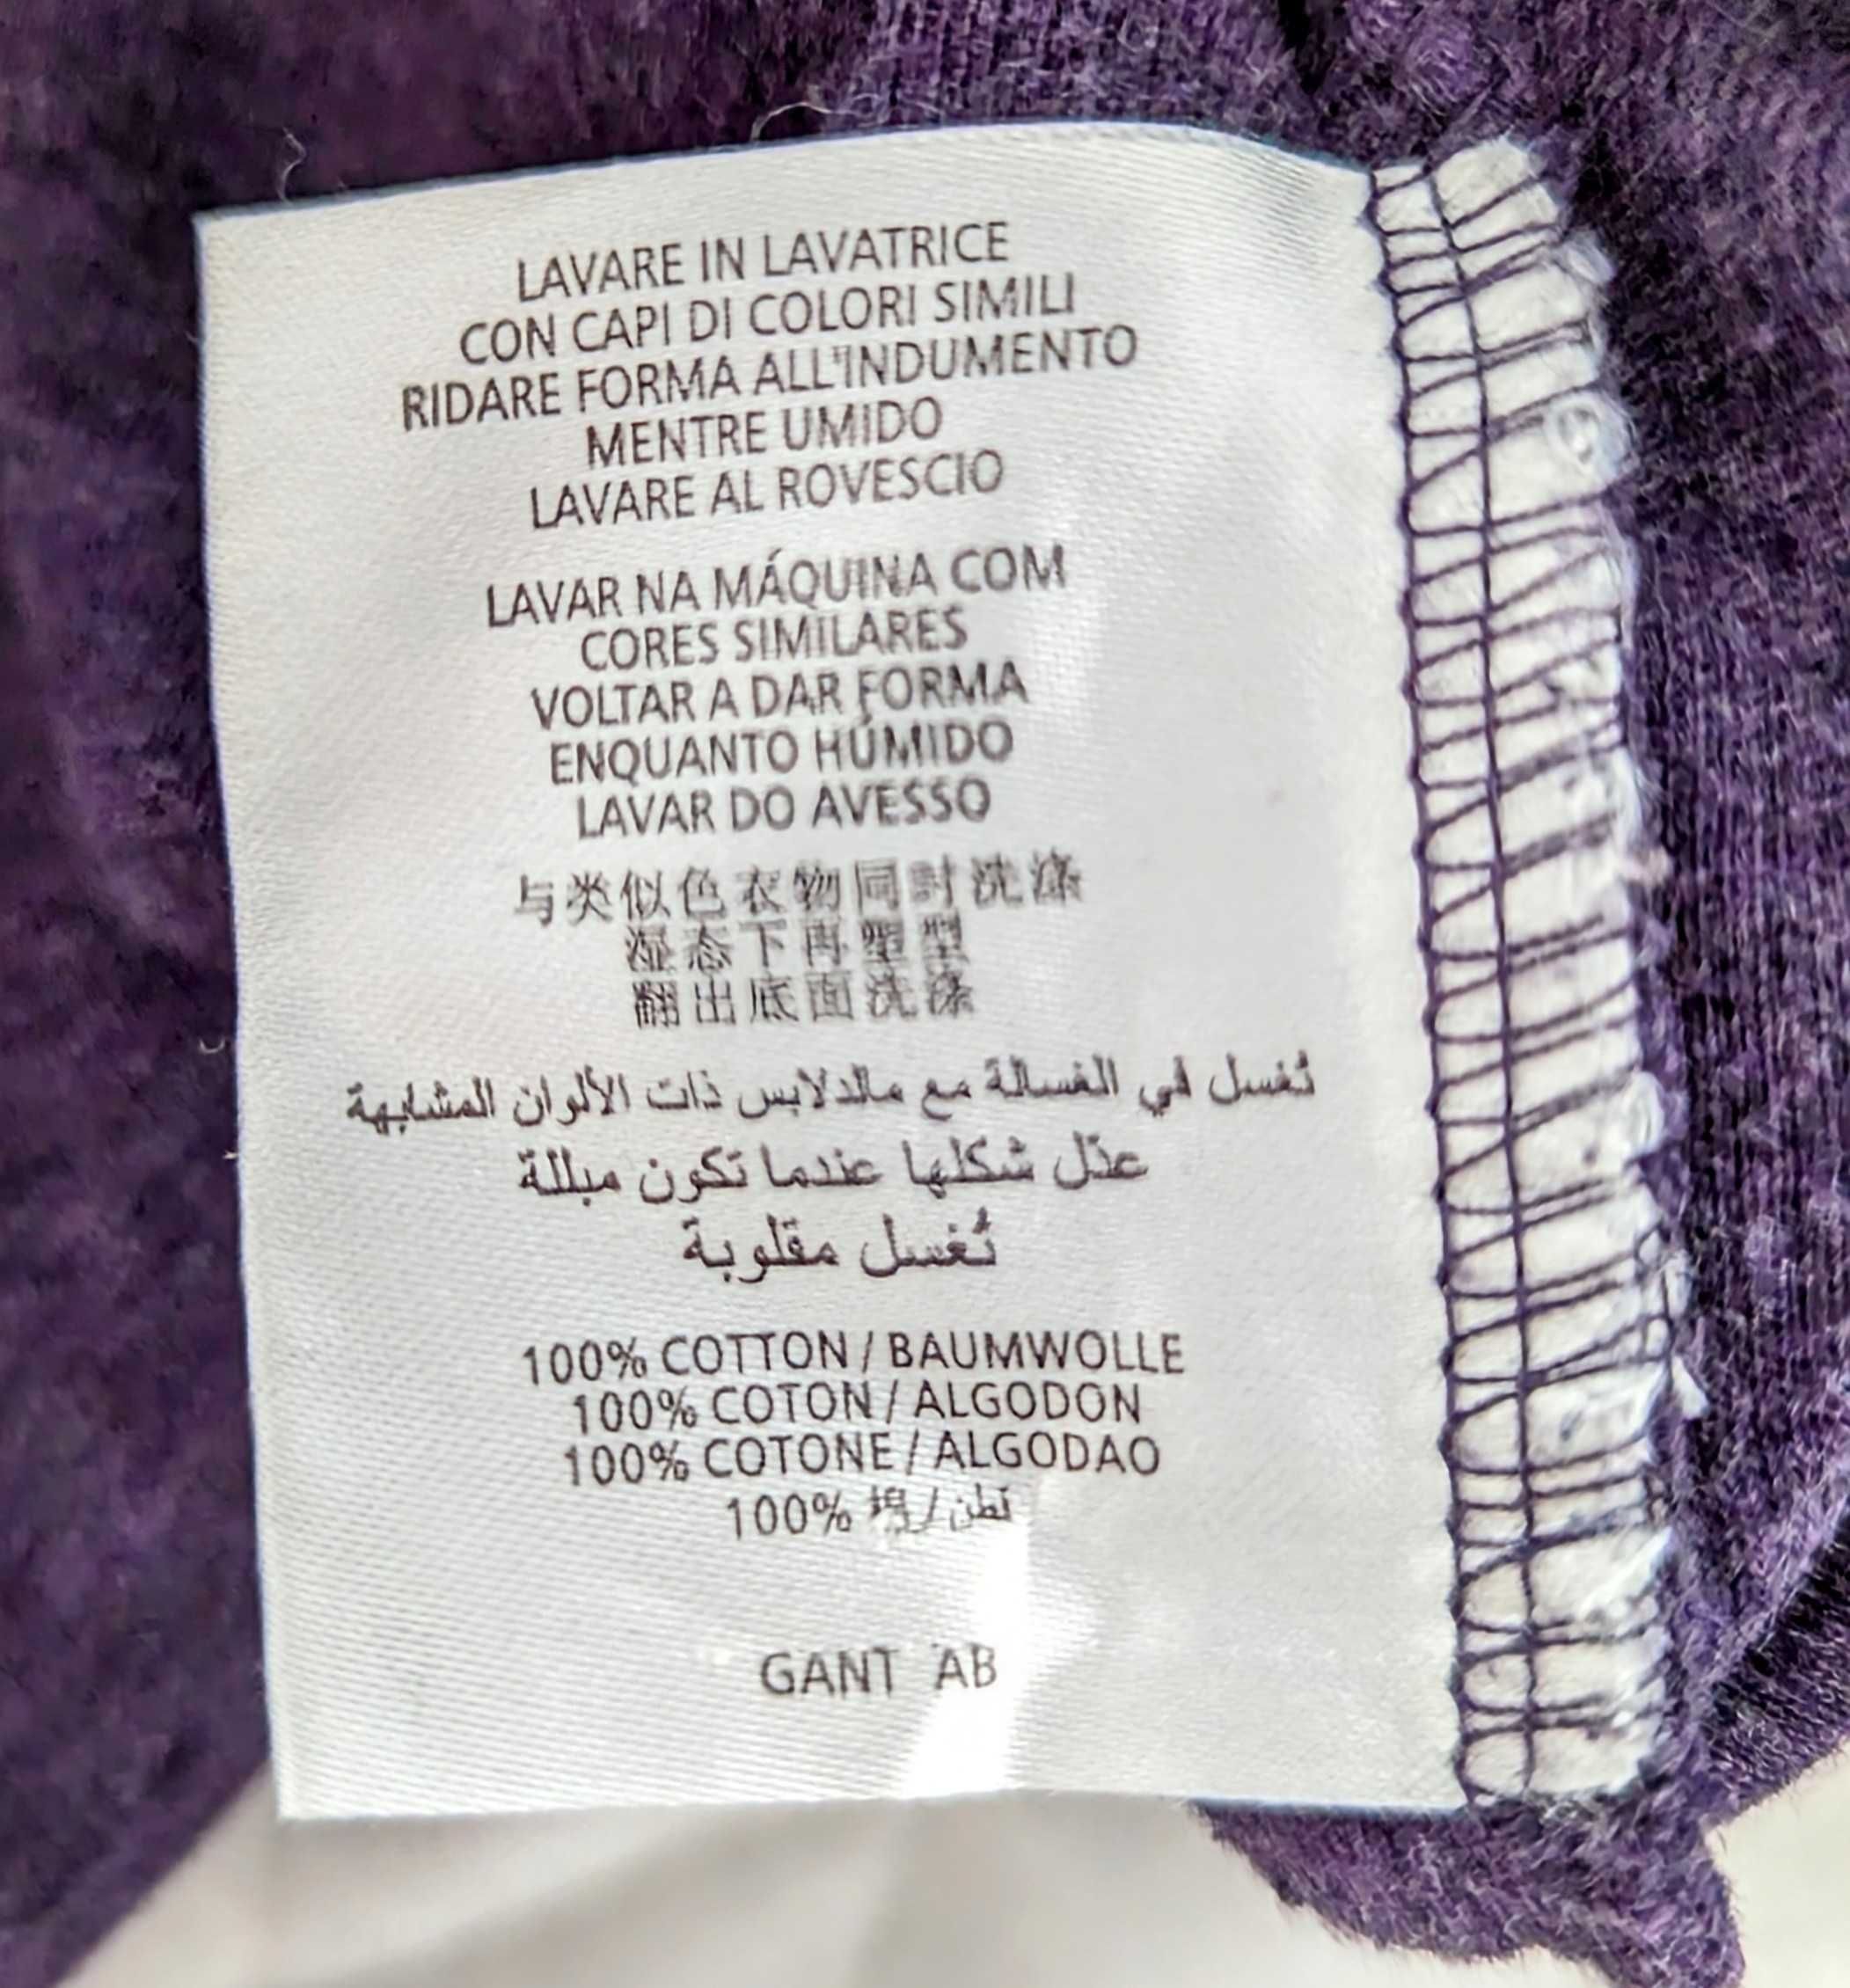 LAVARE IN LAVATRICE
CON CAPI DI COLORI SIMILI
RIDARE FORMA ALL'INDUMENTO
MENTRE UMIDO
LAVARE AL ROVESCIO
LAVAR NA MÁQUINA COM
CORES SIMILARES
VOLTAR A DAR FORMA
ENQUANTO HÚMIDO
LAVAR DO AVESSO
与类似色衣物同时洗涤
湿态下再塑型
翻出底面洗涤
تُغسل في الغسالة مع مالدلابس ذات الألوان المشابهة
عدّل شكلها عندما تكون مبللة
تُغسل مقلوبة
100% COTTON / BAUMWOLLE
100% COTON / ALGODON
100% COTONE / ALGODAO
100% 棉 / قطن
GANT AB